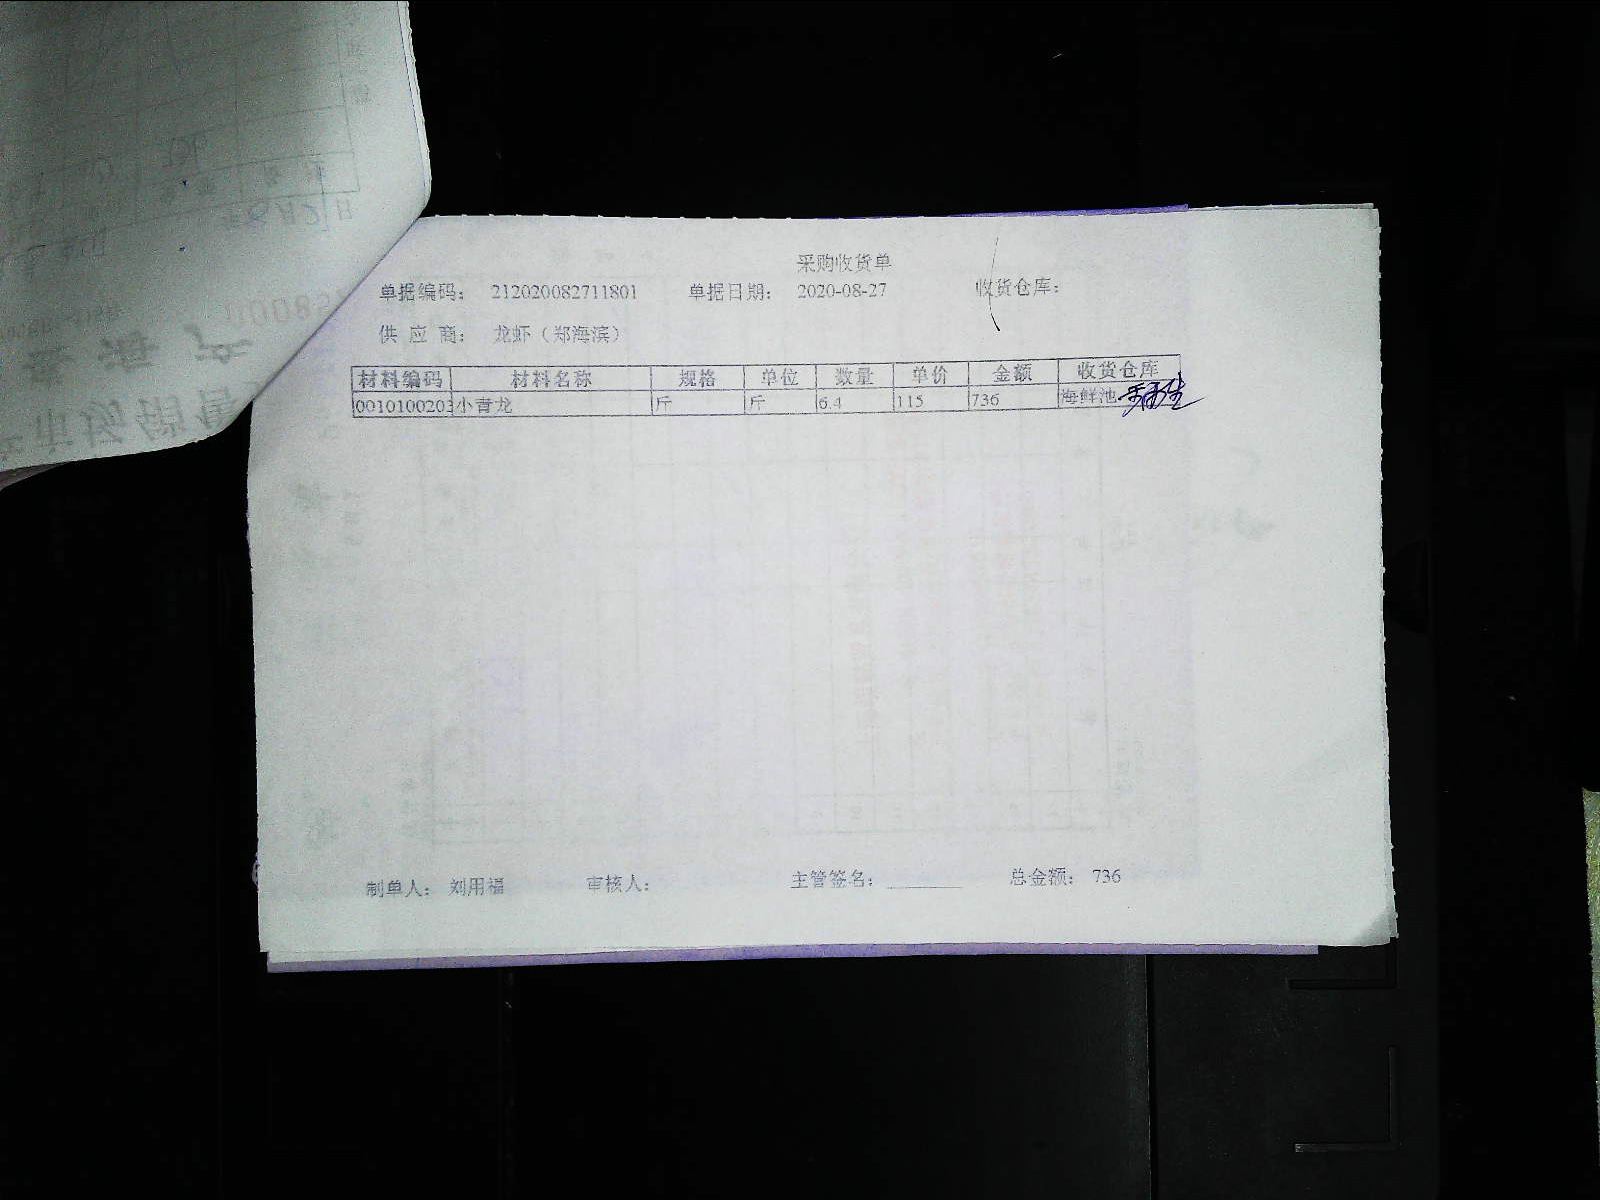 采购收货单
单据编码： 212020082711801 单据日期： 2020-08-27 收货仓库：
供 应 商： 龙虾（郑海滨）
材料编码 材料名称 规格 单位 数量 单价 金额 收货仓库
0010100203 小青龙 斤 斤 6.4 115 736 海鲜池
制单人： 刘用福 审核人： 主管签名： ________ 总金额： 736